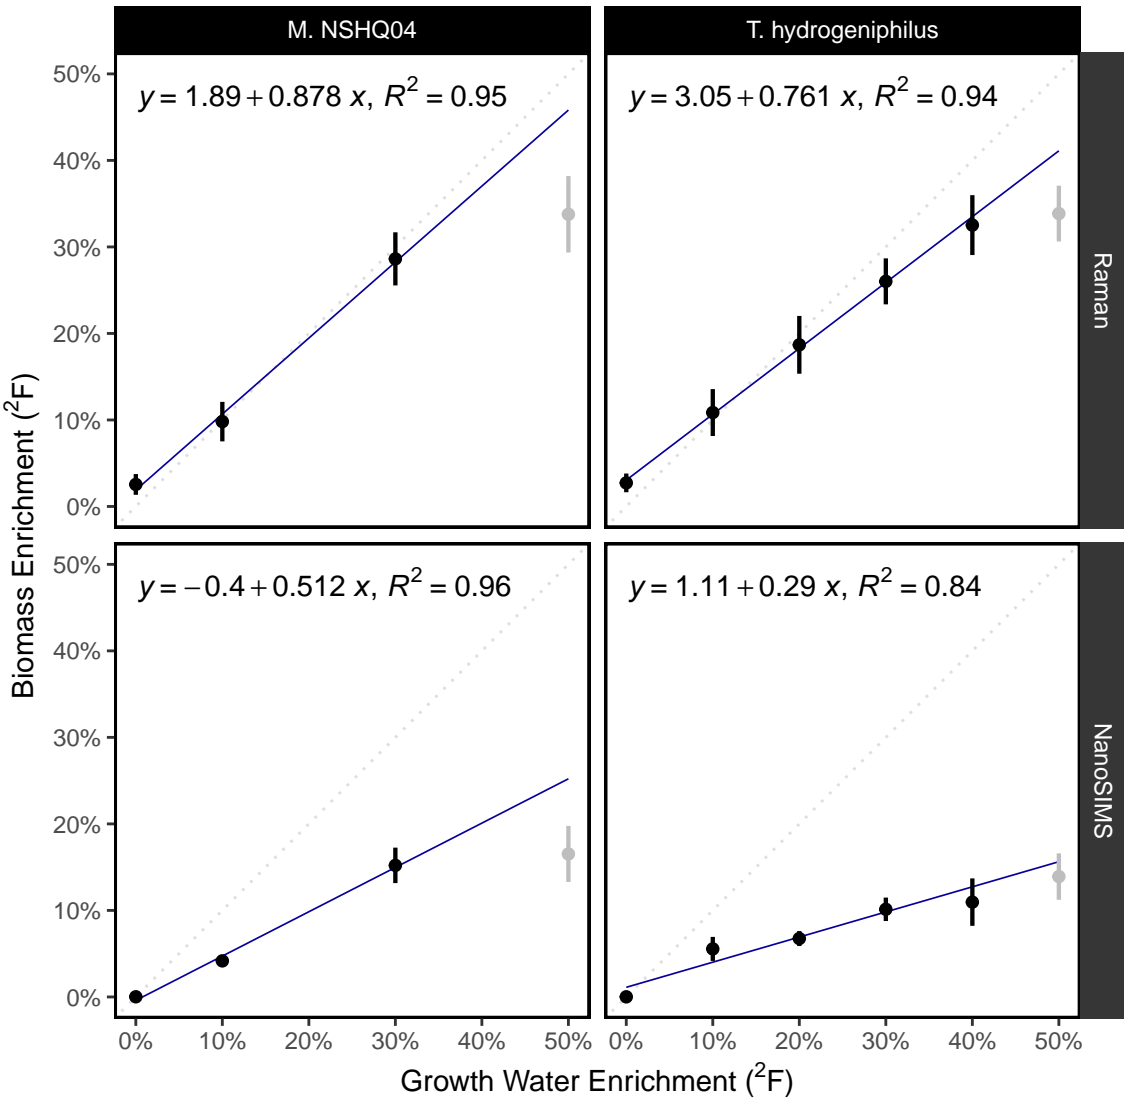 M. NSHQ04
T. hydrogeniphilus
y = 1.89 + 0.878 x, R² = 0.95
y = 3.05 + 0.761 x, R² = 0.94
50%
40%
30%
20%
10%
0%
Raman
Biomass Enrichment (²F)
y = −0.4 + 0.512 x, R² = 0.96
y = 1.11 + 0.29 x, R² = 0.84
50%
40%
30%
20%
10%
0%
NanoSIMS
0% 10% 20% 30% 40% 50%
0% 10% 20% 30% 40% 50%
Growth Water Enrichment (²F)